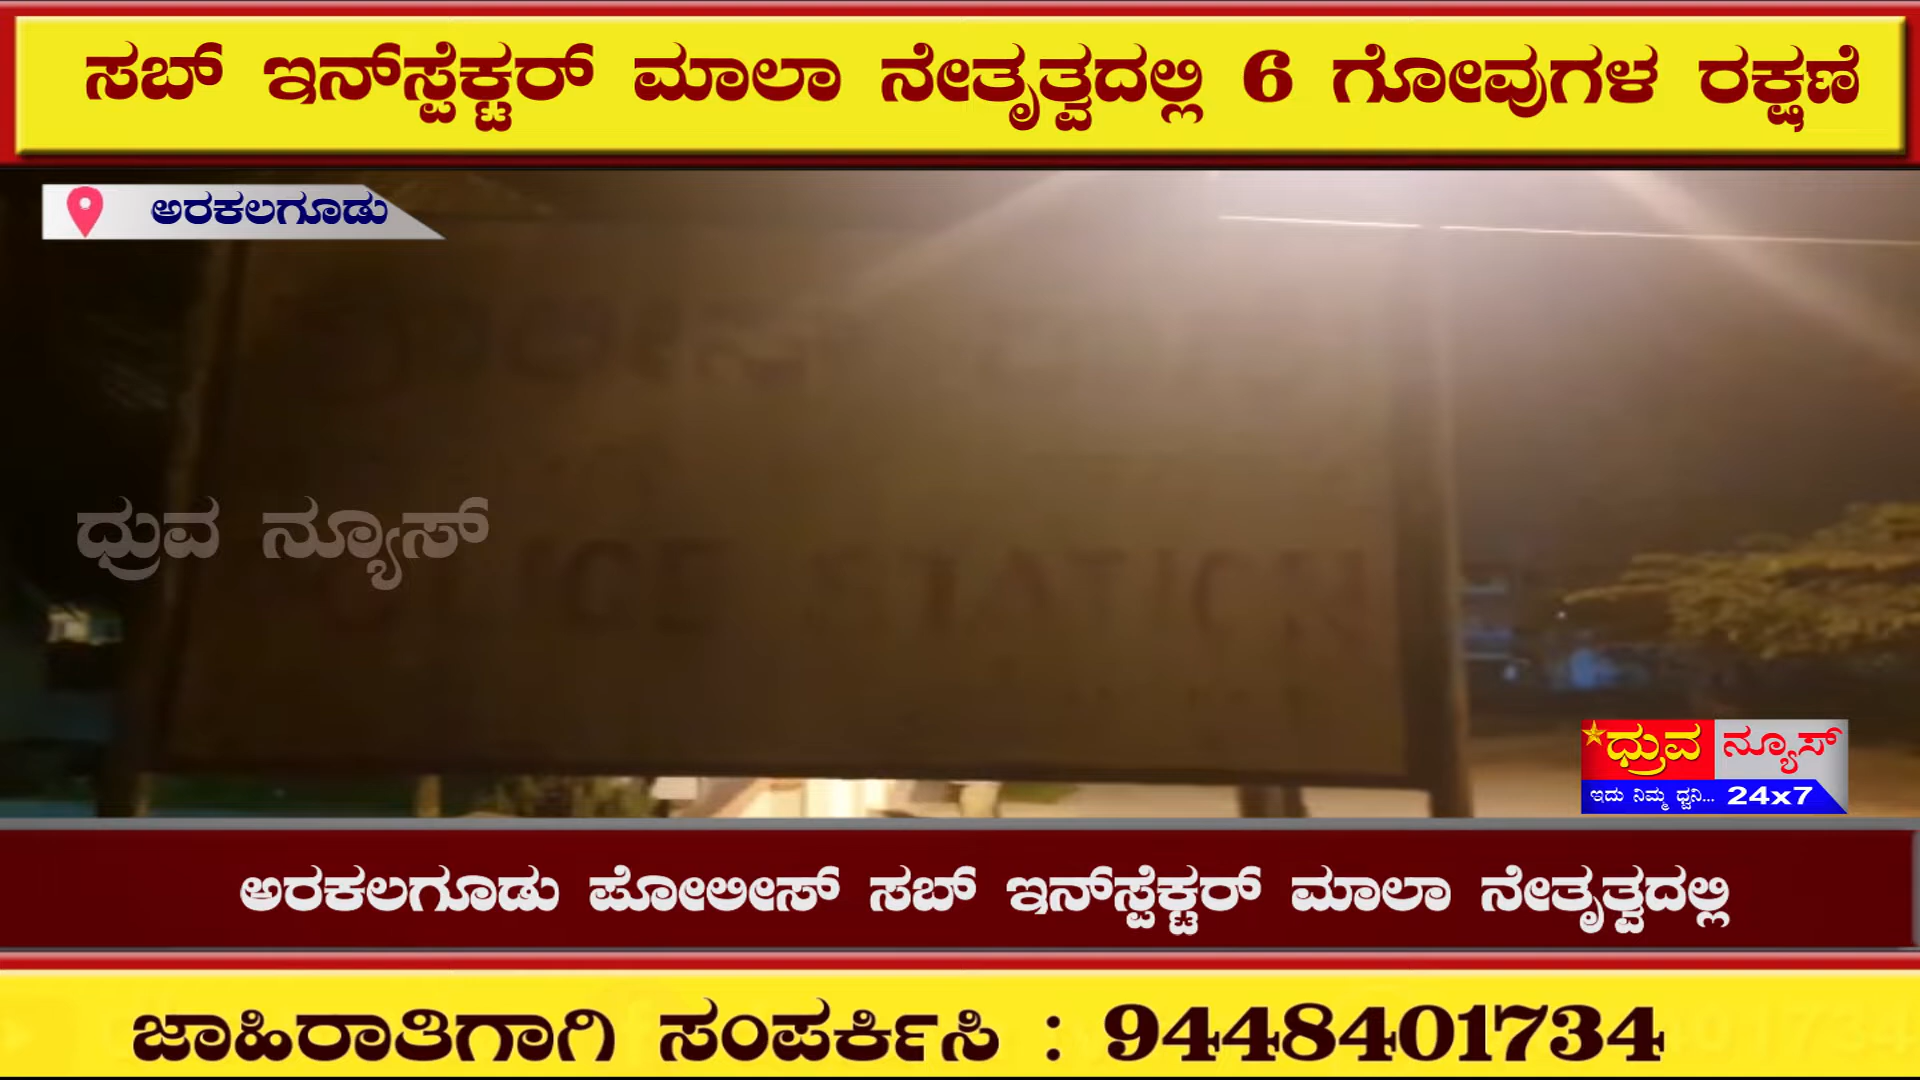 ಸಬ್ ಇನ್‌ಸ್ಪೆಕ್ಟರ್ ಮಾಲಾ ನೇತೃತ್ವದಲ್ಲಿ 6 ಗೋವುಗಳ ರಕ್ಷಣೆ
ಅರಕಲಗೂಡು
ಧ್ರುವ ನ್ಯೂಸ್
ಧ್ರುವ ನ್ಯೂಸ್
ಇದು ನಿಮ್ಮ ಧ್ವನಿ... 24x7
ಅರಕಲಗೂಡು ಪೋಲೀಸ್ ಸಬ್ ಇನ್‌ಸ್ಪೆಕ್ಟರ್ ಮಾಲಾ ನೇತೃತ್ವದಲ್ಲಿ
ಜಾಹಿರಾತಿಗಾಗಿ ಸಂಪರ್ಕಿಸಿ : 9448401734